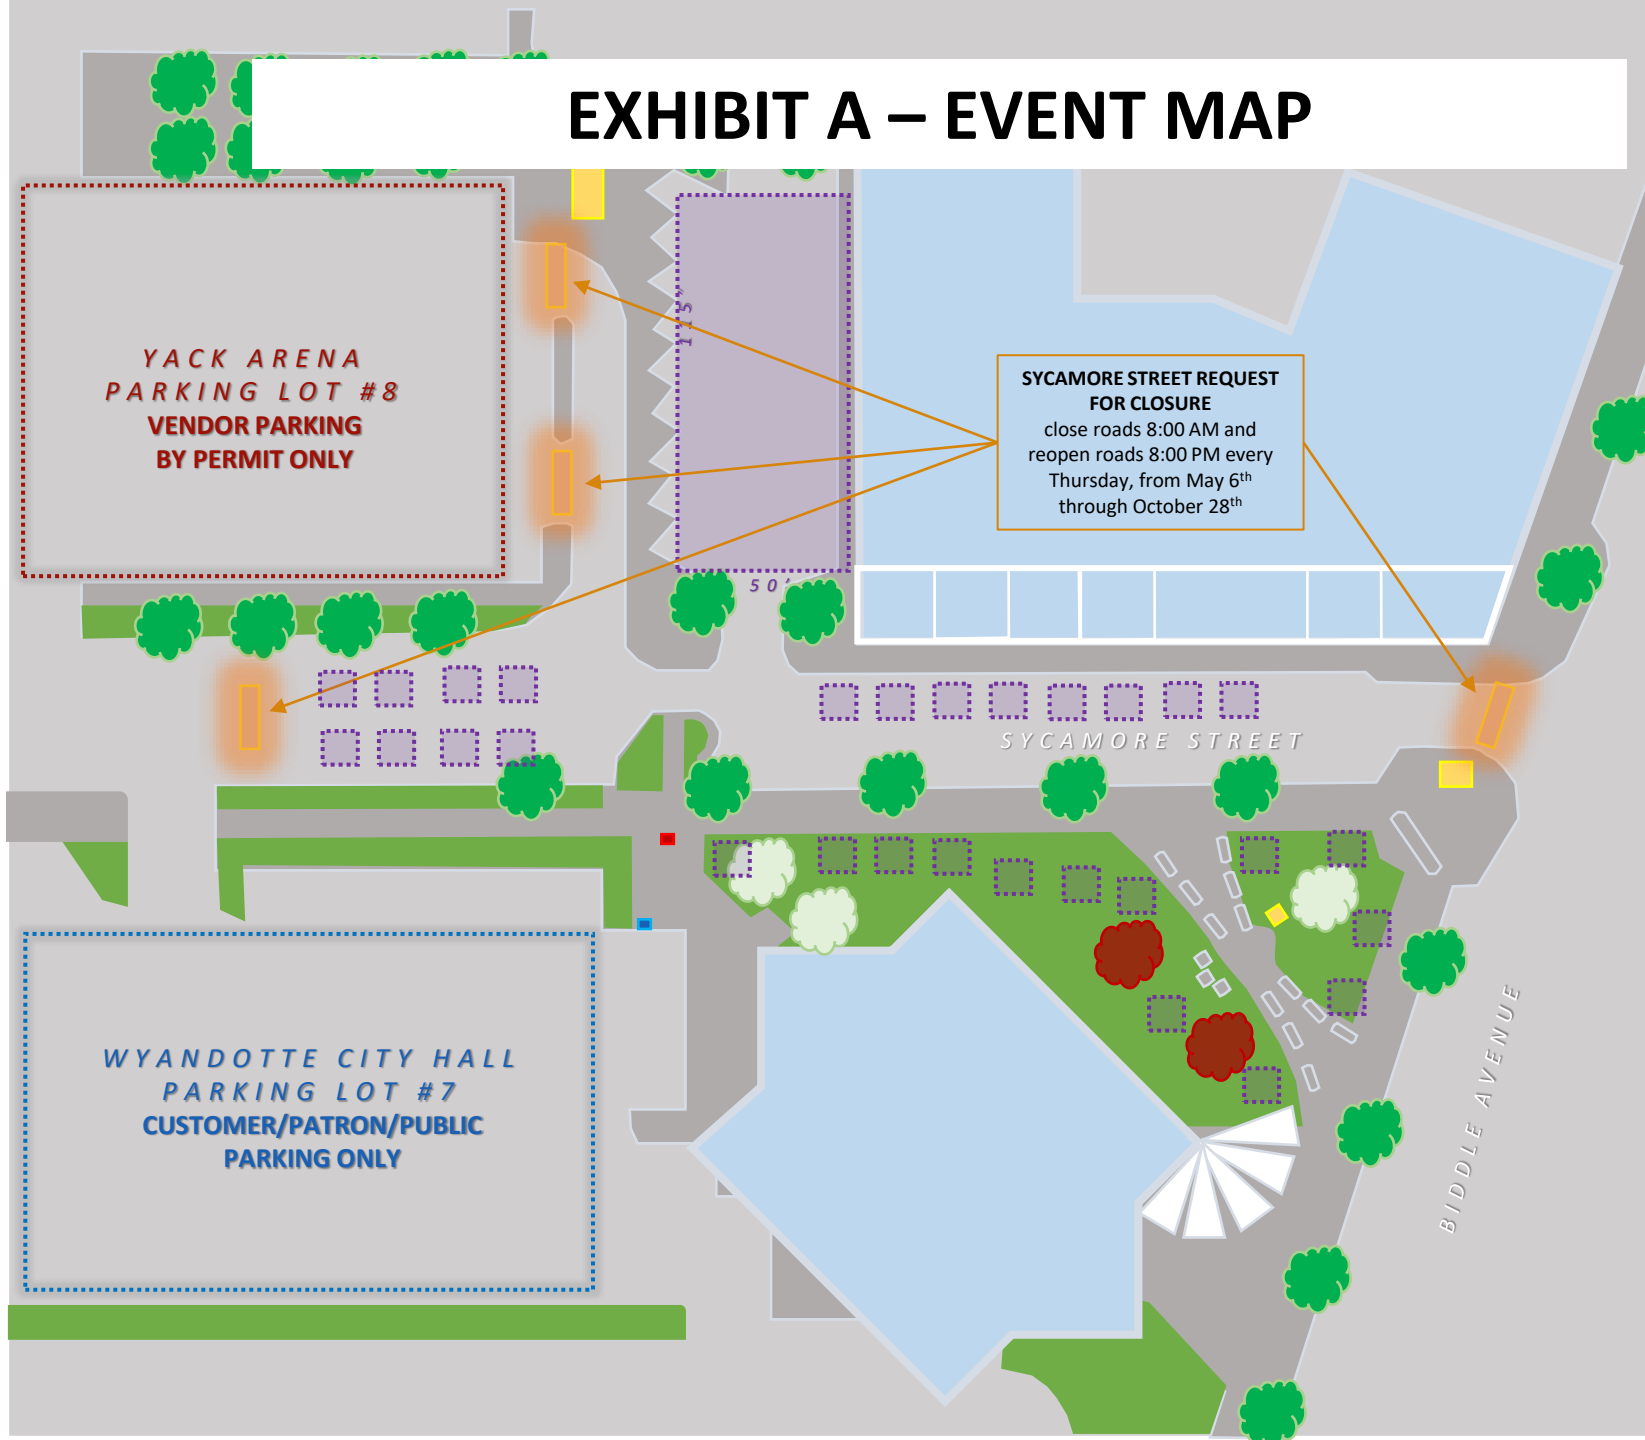 EXHIBIT A – EVENT MAP
YACK ARENA
PARKING LOT #8
VENDOR PARKING
BY PERMIT ONLY
115'
50'
SYCAMORE STREET REQUEST
FOR CLOSURE
close roads 8:00 AM and
reopen roads 8:00 PM every
Thursday, from May 6th
through October 28th
SYCAMORE STREET
WYANDOTTE CITY HALL
PARKING LOT #7
CUSTOMER/PATRON/PUBLIC
PARKING ONLY
BIDDLE AVENUE